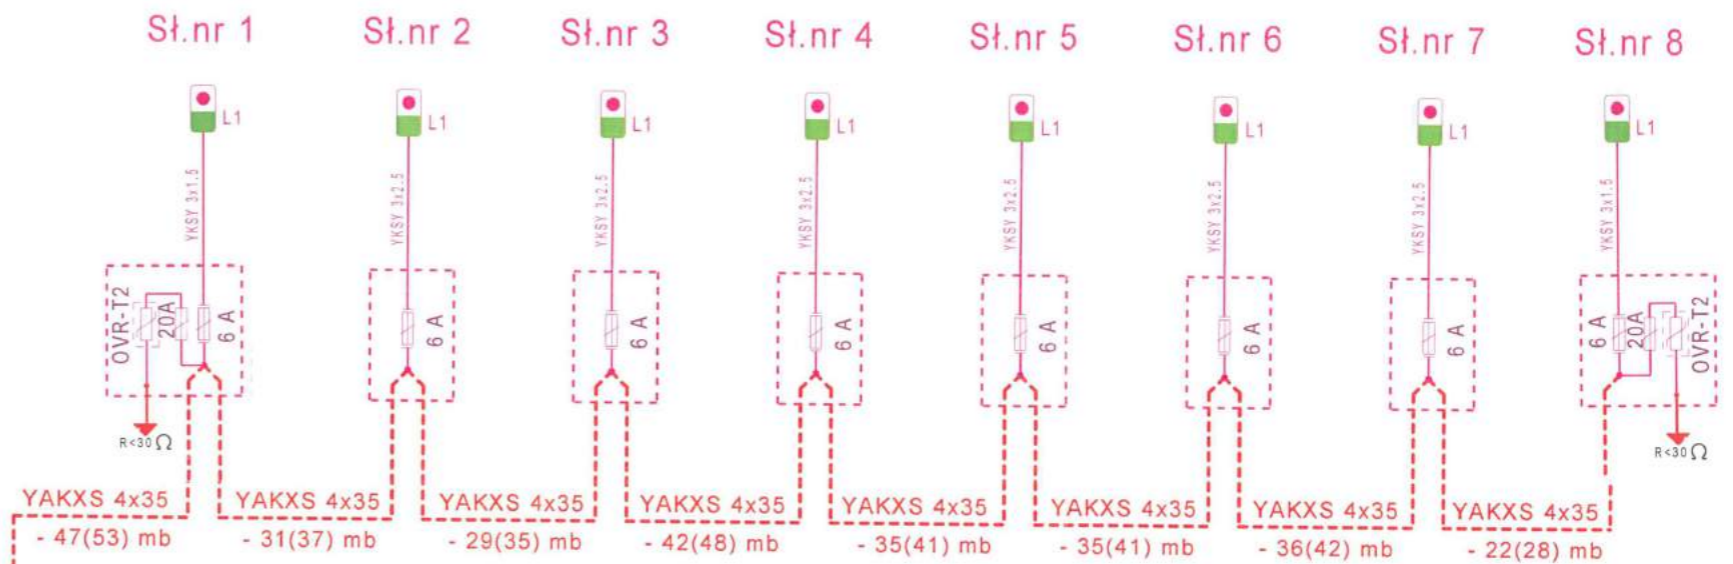 Sł.nr 1 Sł.nr 2 Sł.nr 3 Sł.nr 4 Sł.nr 5 Sł.nr 6 Sł.nr 7 Sł.nr 8
L1 L1 L1 L1 L1 L1 L1 L1
YKSY 3x1.5 YKSY 3x2.5 YKSY 3x2.5 YKSY 3x2.5 YKSY 3x2.5 YKSY 3x2.5 YKSY 3x2.5 YKSY 3x1.5
OVR-T2 20A 6 A 6 A 6 A 6 A 6 A 6 A 6 A 6 A 20A OVR-T2
R<30Ω R<30Ω
YAKXS 4x35 YAKXS 4x35 YAKXS 4x35 YAKXS 4x35 YAKXS 4x35 YAKXS 4x35 YAKXS 4x35 YAKXS 4x35
- 47(53) mb - 31(37) mb - 29(35) mb - 42(48) mb - 35(41) mb - 35(41) mb - 36(42) mb - 22(28) mb